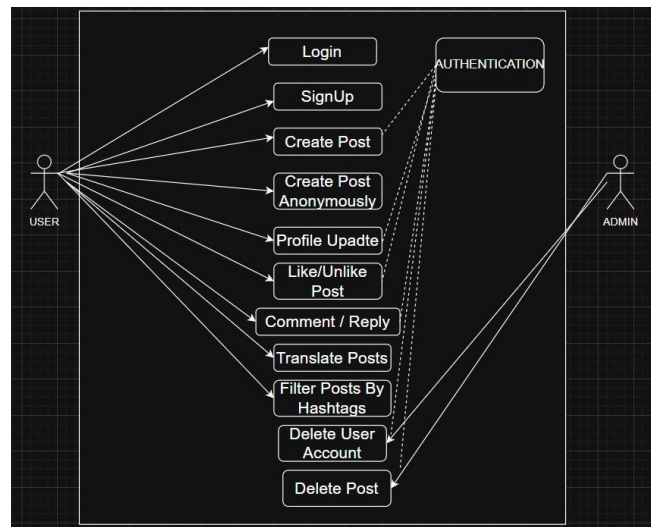 Login
AUTHENTICATION
SignUp
Create Post
Create Post
Anonymously
USER
ADMIN
Profile Upadte
Like/Unlike
Post
Comment / Reply
Translate Posts
Filter Posts By
Hashtags
Delete User
Account
Delete Post